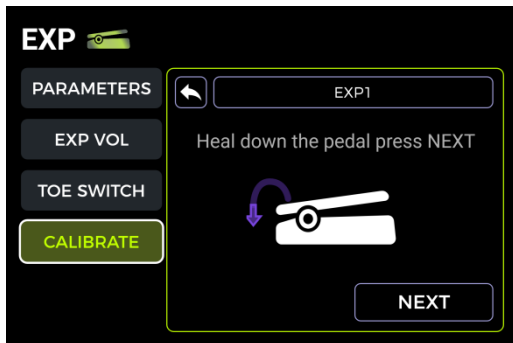 EXP
PARAMETERS
EXP VOL
TOE SWITCH
CALIBRATE
EXP1
Heal down the pedal press NEXT
NEXT